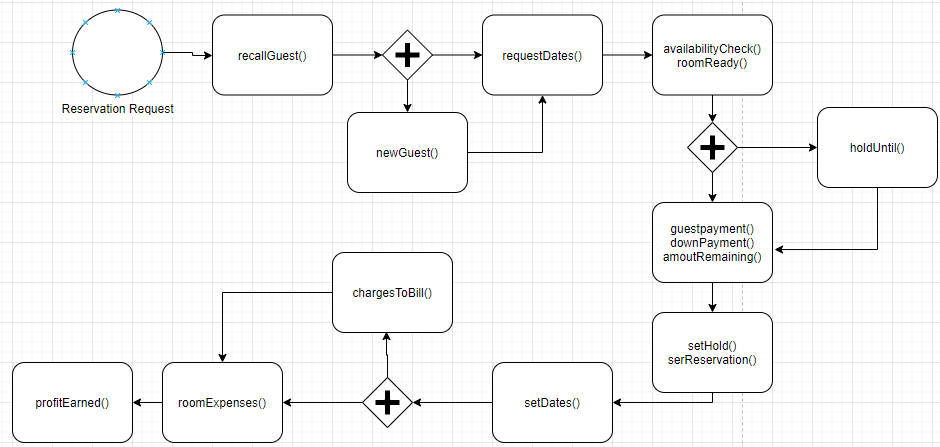 Reservation Request
recallGuest()
requestDates()
availabilityCheck()
roomReady()
newGuest()
holdUntil()
guestpayment()
downPayment()
amoutRemaining()
chargesToBill()
setHold()
serReservation()
profitEarned()
roomExpenses()
setDates()